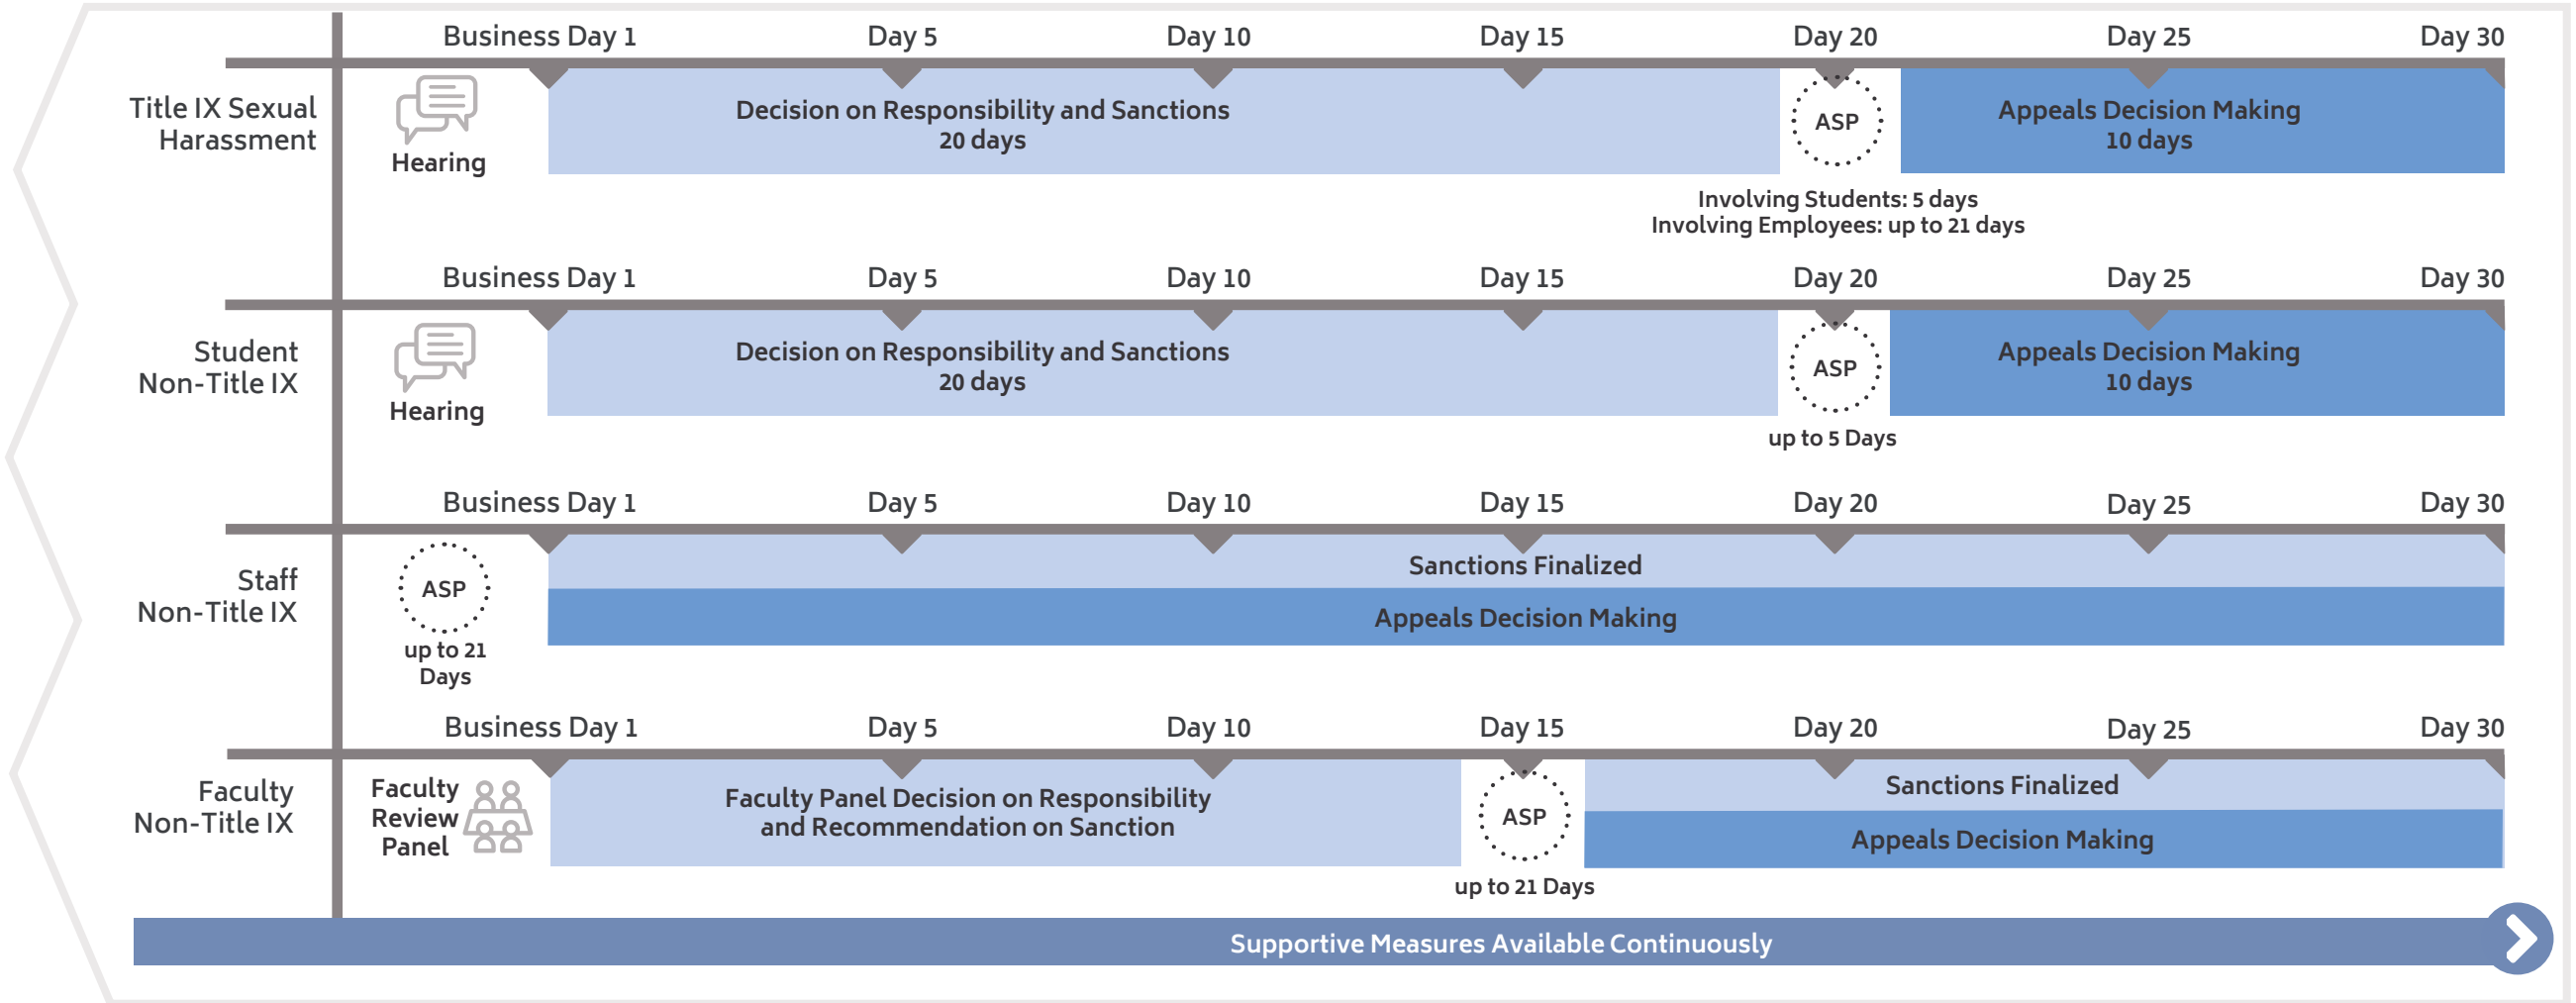 Business Day 1 Day 5 Day 10 Day 15 Day 20 Day 25 Day 30
Title IX Sexual
Harassment
Hearing
Decision on Responsibility and Sanctions
20 days
ASP
Involving Students: 5 days
Involving Employees: up to 21 days
Appeals Decision Making
10 days
Business Day 1 Day 5 Day 10 Day 15 Day 20 Day 25 Day 30
Student
Non-Title IX
Hearing
Decision on Responsibility and Sanctions
20 days
ASP
up to 5 Days
Appeals Decision Making
10 days
Business Day 1 Day 5 Day 10 Day 15 Day 20 Day 25 Day 30
Staff
Non-Title IX
ASP
up to 21
Days
Sanctions Finalized
Appeals Decision Making
Business Day 1 Day 5 Day 10 Day 15 Day 20 Day 25 Day 30
Faculty
Non-Title IX
Faculty
Review
Panel
Faculty Panel Decision on Responsibility
and Recommendation on Sanction
ASP
up to 21 Days
Sanctions Finalized
Appeals Decision Making
Supportive Measures Available Continuously